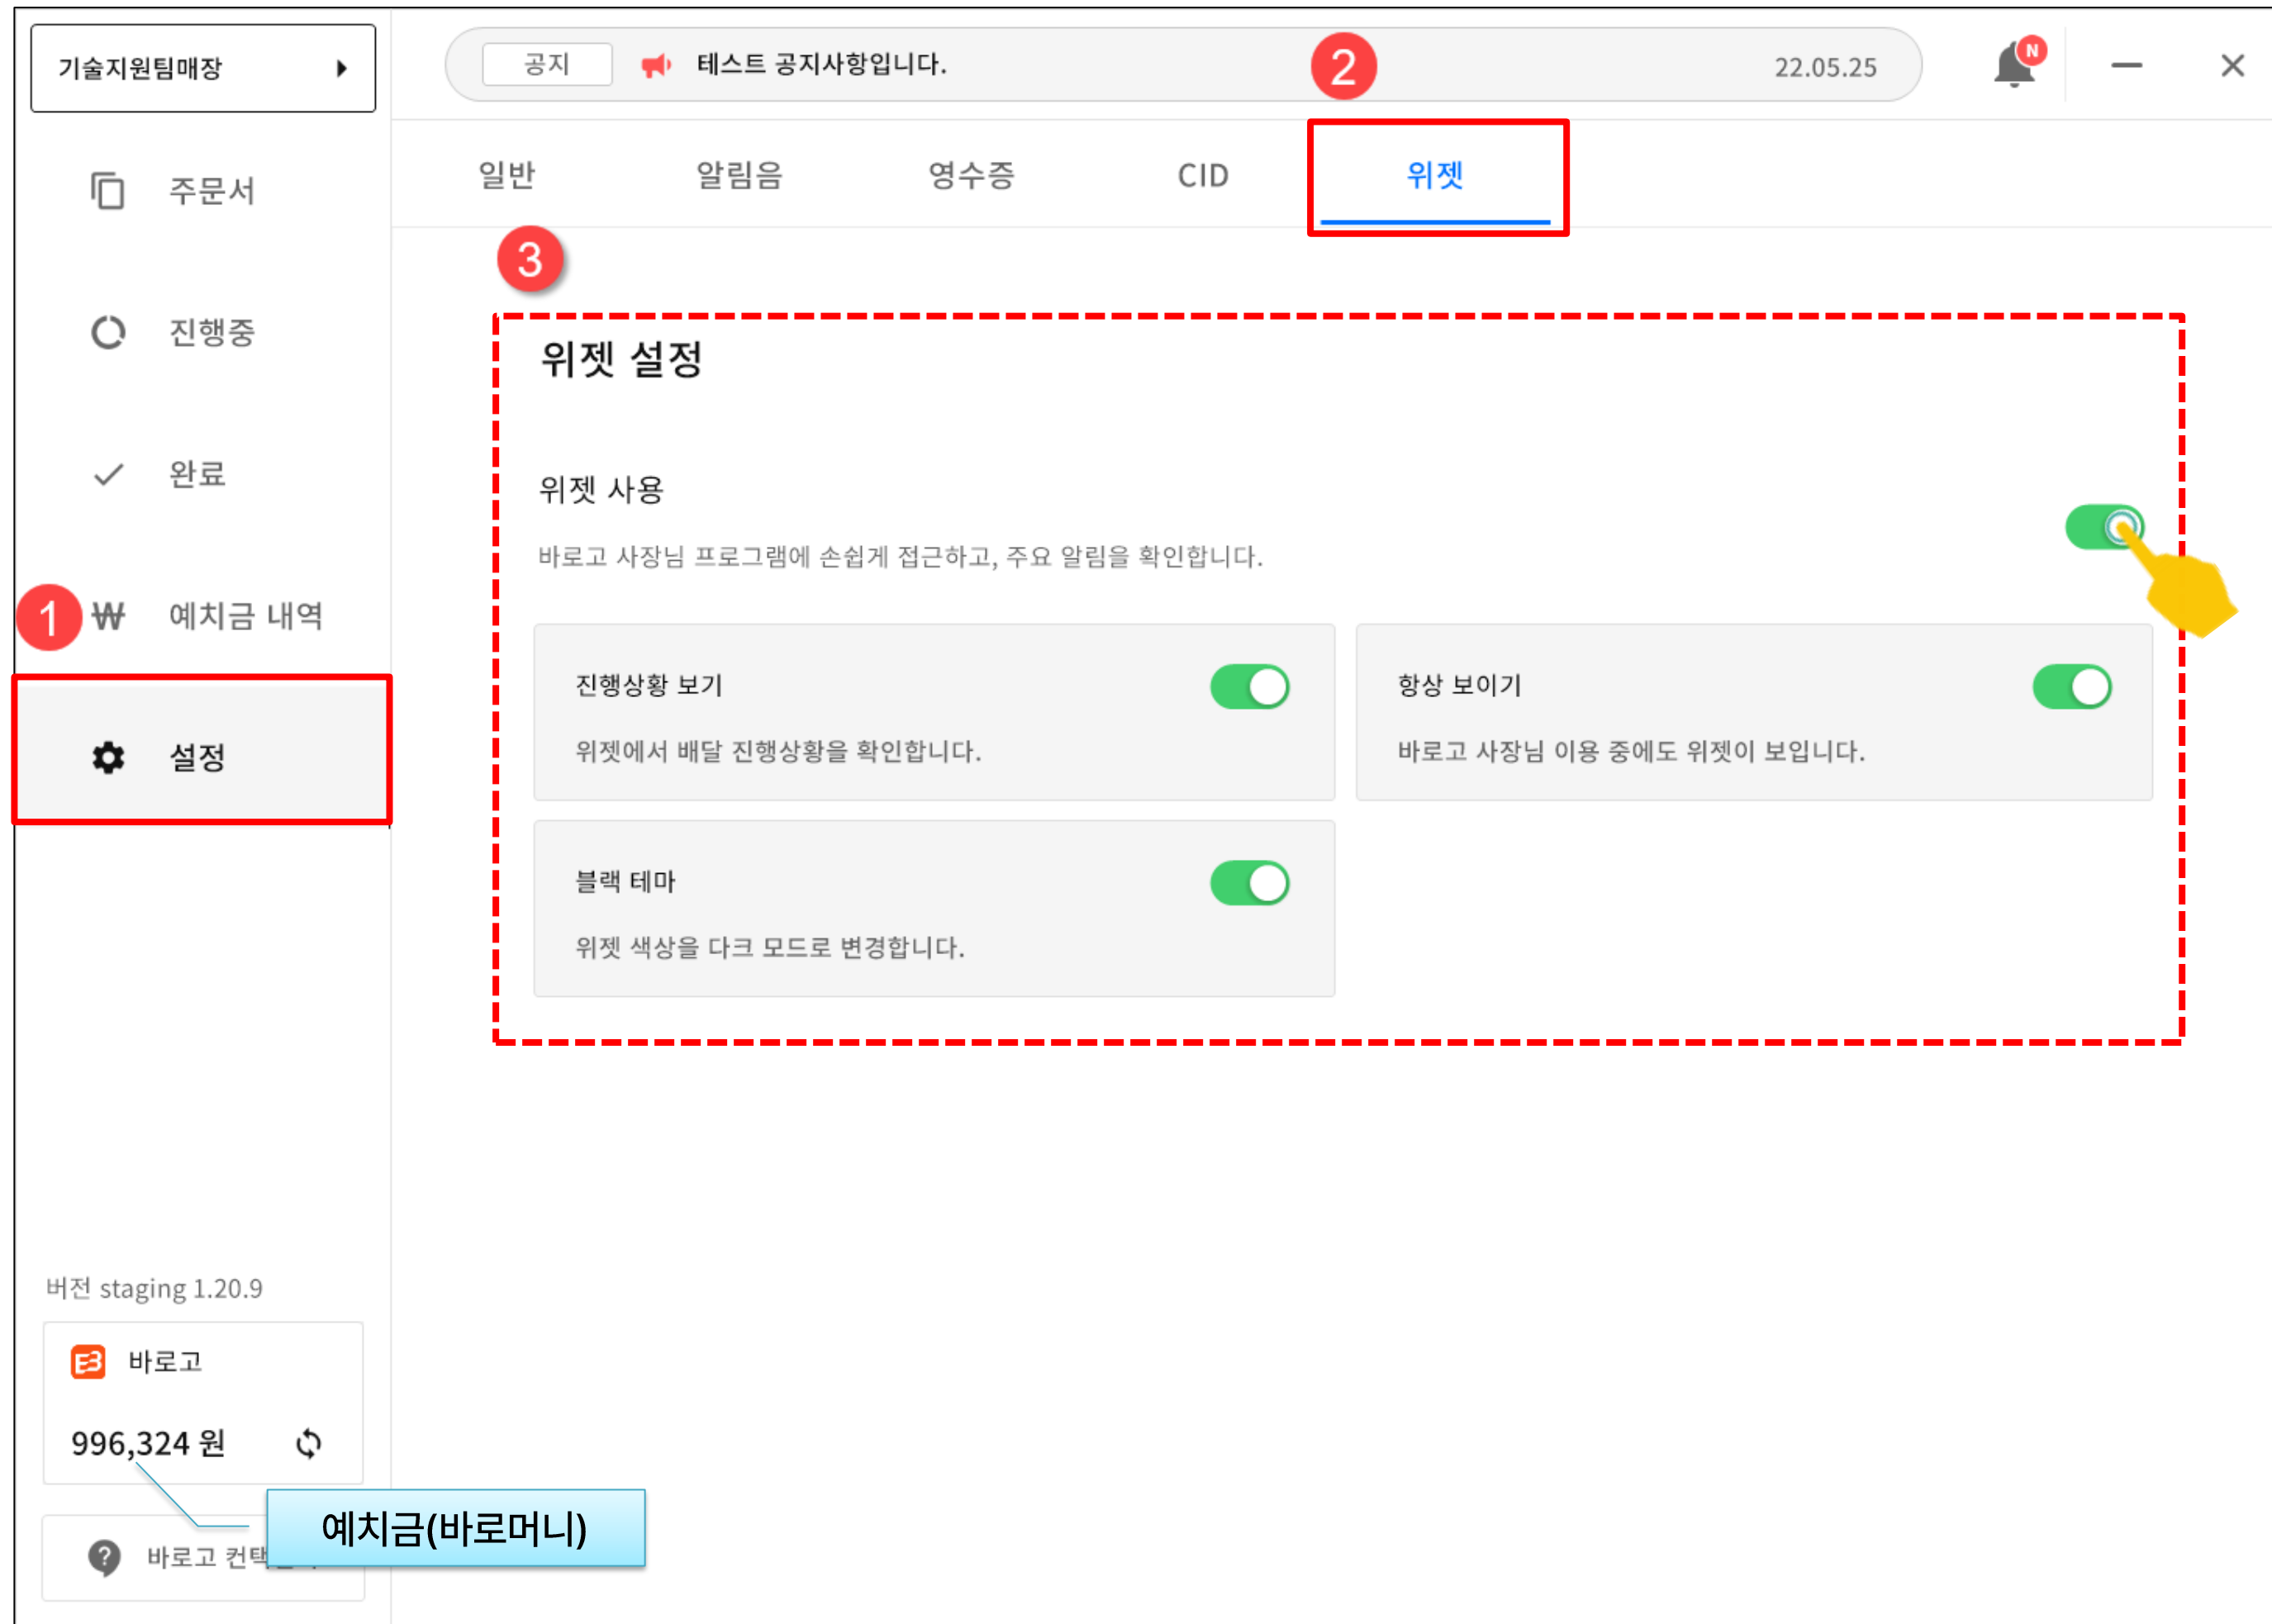 기술지원팀매장
공지 테스트 공지사항입니다. 22.05.25
N
2
주문서
진행중
완료
1
예치금 내역
설정
일반 알림음 영수증 CID 위젯
3
위젯 설정
위젯 사용
바로고 사장님 프로그램에 손쉽게 접근하고, 주요 알림을 확인합니다.
진행상황 보기
위젯에서 배달 진행상황을 확인합니다.
항상 보이기
바로고 사장님 이용 중에도 위젯이 보입니다.
블랙 테마
위젯 색상을 다크 모드로 변경합니다.
버전 staging 1.20.9
바로고
996,324 원
예치금(바로머니)
바로고